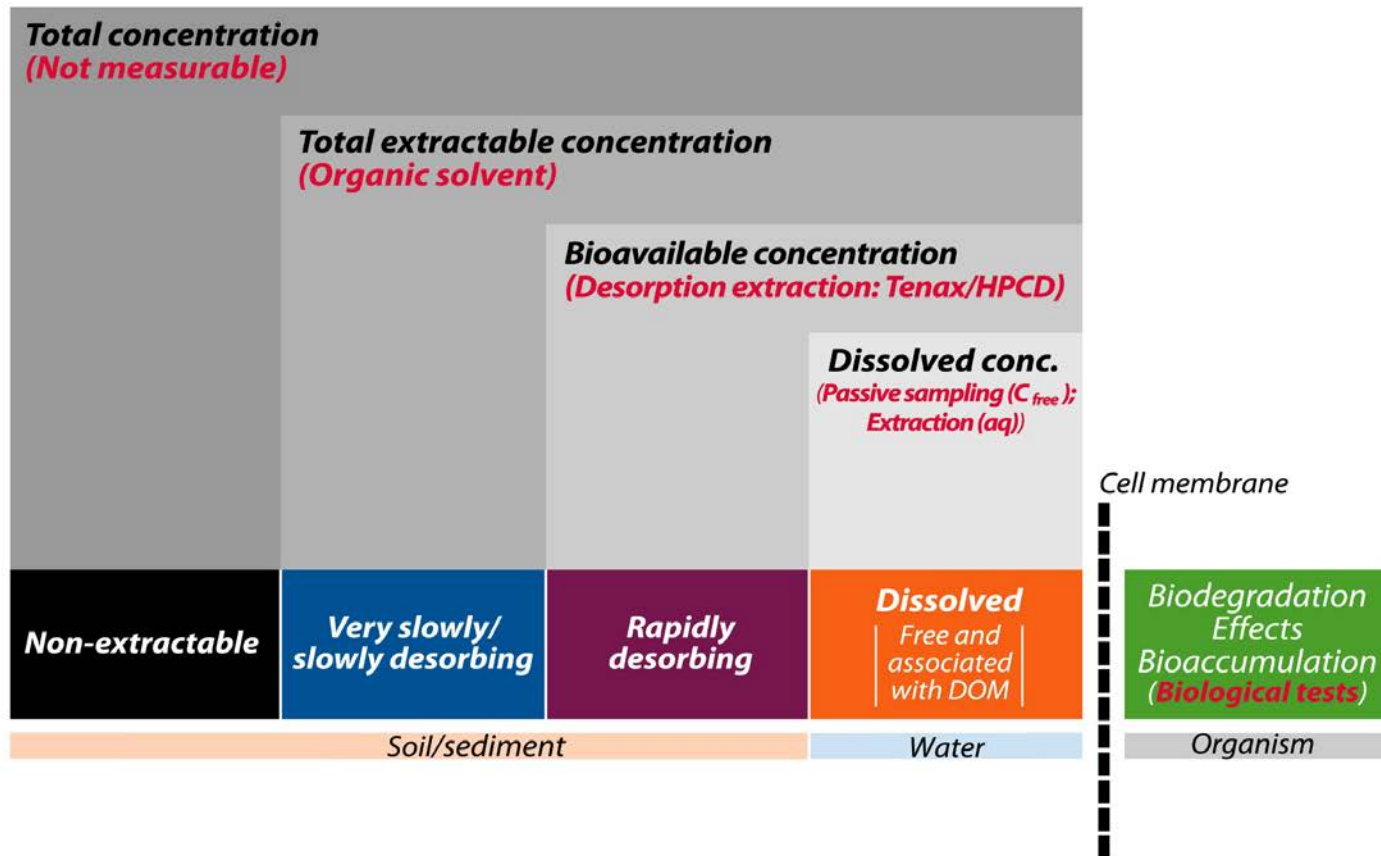 Total concentration
(Not measurable)
Total extractable concentration
(Organic solvent)
Bioavailable concentration
(Desorption extraction: Tenax/HPCD)
Dissolved conc.
(Passive sampling (C free );
Extraction (aq))
Cell membrane
Non-extractable
Very slowly/
slowly desorbing
Rapidly
desorbing
Dissolved
Free and
associated
with DOM
Biodegradation
Effects
Bioaccumulation
(Biological tests)
Soil/sediment
Water
Organism